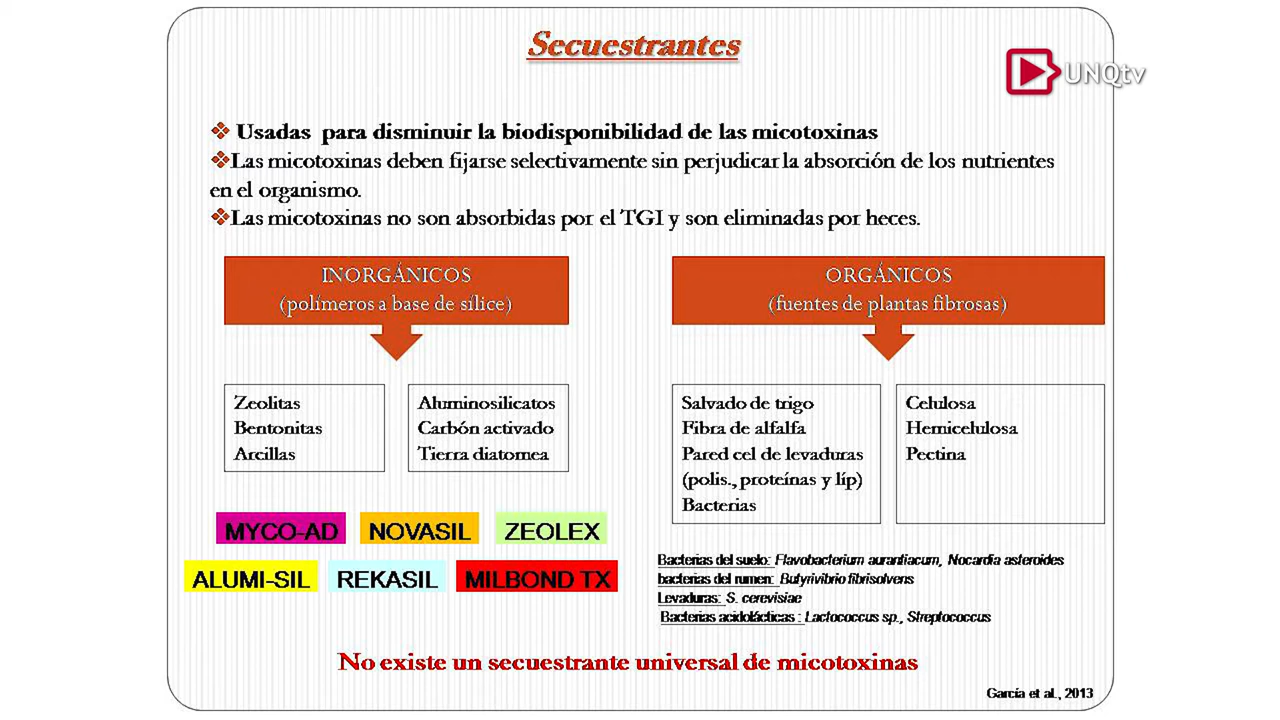 Secuestrantes
UNQtv
Usadas para disminuir la biodisponibilidad de las micotoxinas
Las micotoxinas deben fijarse selectivamente sin perjudicar la absorción de los nutrientes
en el organismo.
Las micotoxinas no son absorbidas por el TGI y son eliminadas por heces.
INORGÁNICOS
(polímeros a base de sílice)
ORGÁNICOS
(fuentes de plantas fibrosas)
Zeolitas
Bentonitas
Arcillas
Aluminosilicatos
Carbón activado
Tierra diatomea
Salvado de trigo
Fibra de alfalfa
Pared cel de levaduras
(polis., proteínas y líp)
Bacterias
Celulosa
Hemicelulosa
Pectina
MYCO-AD NOVASIL ZEOLEX
ALUMI-SIL REKASIL MILBOND TX
Bacterias del suelo: Flavobacterium aurardiacum, Nocardia asteroides
bacterias del rumen: Butyrivibrio fibrisolvens
Levaduras: S. cerevisiae
Bacterias acidolácticas : Lactococcus sp., Streptococcus
No existe un secuestrante universal de micotoxinas
García et al., 2013